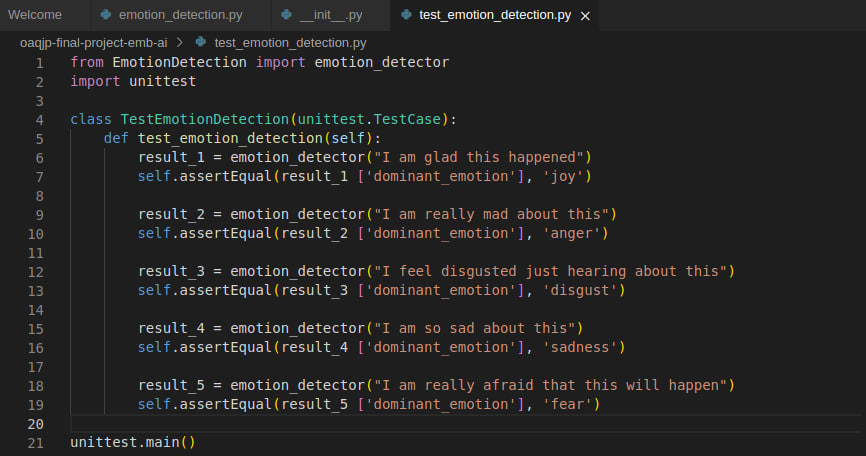 Welcome emotion_detection.py __init__.py test_emotion_detection.py ×
oaqjp-final-project-emb-ai > test_emotion_detection.py
1 from EmotionDetection import emotion_detector
2 import unittest
3
4 class TestEmotionDetection(unittest.TestCase):
5     def test_emotion_detection(self):
6         result_1 = emotion_detector("I am glad this happened")
7         self.assertEqual(result_1 ['dominant_emotion'], 'joy')
8
9         result_2 = emotion_detector("I am really mad about this")
10         self.assertEqual(result_2 ['dominant_emotion'], 'anger')
11
12         result_3 = emotion_detector("I feel disgusted just hearing about this")
13         self.assertEqual(result_3 ['dominant_emotion'], 'disgust')
14
15         result_4 = emotion_detector("I am so sad about this")
16         self.assertEqual(result_4 ['dominant_emotion'], 'sadness')
17
18         result_5 = emotion_detector("I am really afraid that this will happen")
19         self.assertEqual(result_5 ['dominant_emotion'], 'fear')
20
21 unittest.main()